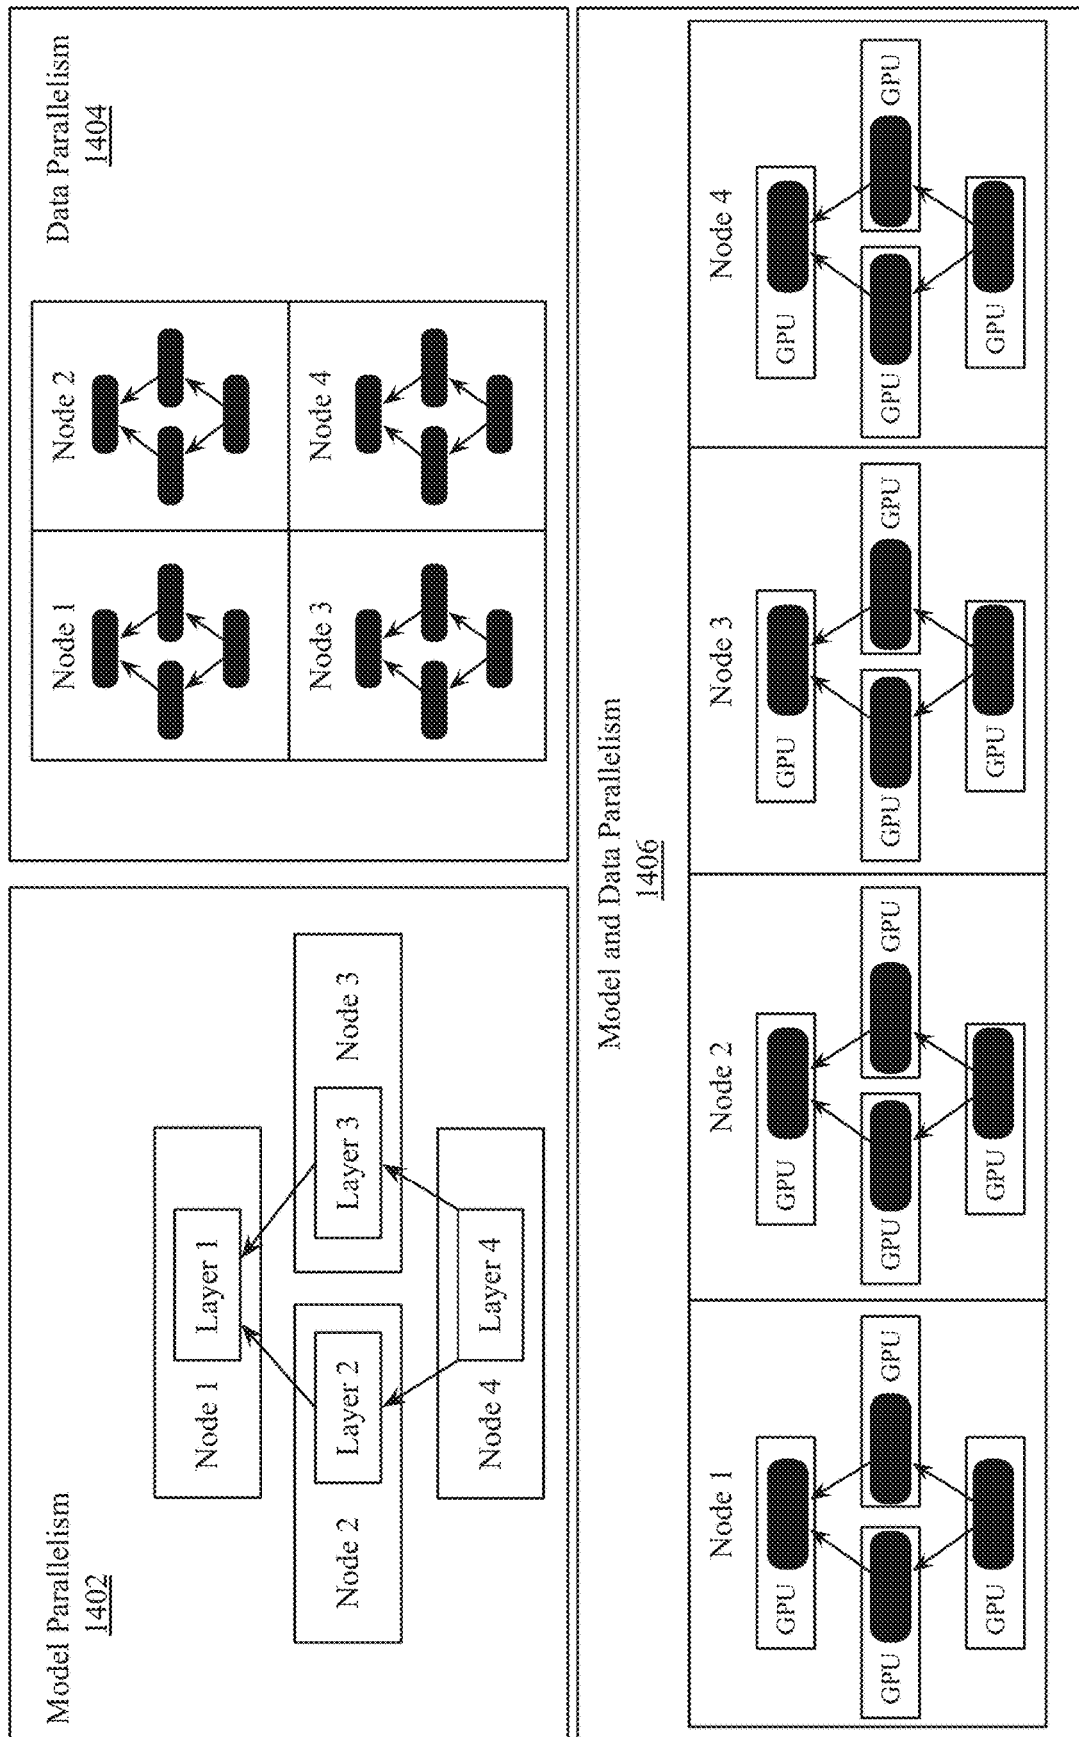 Model Parallelism
1402
Node 1
Layer 1
Node 2
Layer 2
Layer 3
Node 3
Node 4
Layer 4
Data Parallelism
1404
Node 1
Node 2
Node 3
Node 4
Model and Data Parallelism
1406
Node 1
GPU
GPU
GPU
GPU
Node 2
GPU
GPU
GPU
GPU
Node 3
GPU
GPU
GPU
GPU
Node 4
GPU
GPU
GPU
GPU